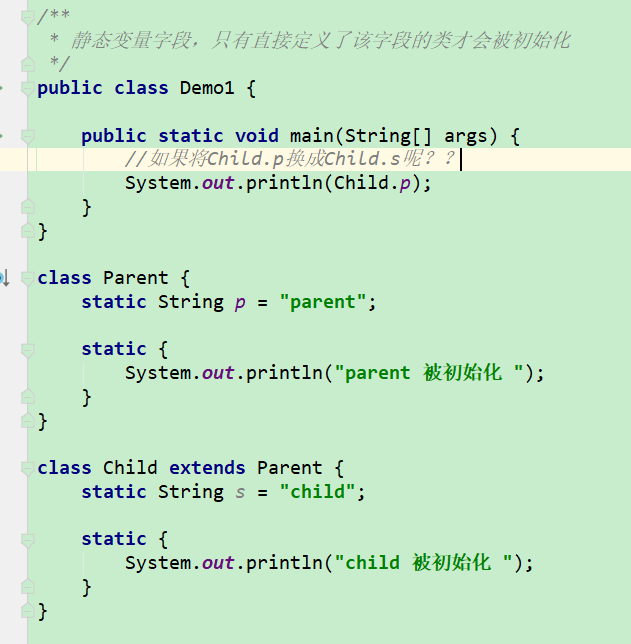 /**
 * 静态变量字段，只有直接定义了该字段的类才会被初始化
 */
public class Demo1 {
    public static void main(String[] args) {
        //如果将Child.p换成Child.s呢？？
        System.out.println(Child.p);
    }
}
class Parent {
    static String p = "parent";
    static {
        System.out.println("parent 被初始化 ");
    }
}
class Child extends Parent {
    static String s = "child";
    static {
        System.out.println("child 被初始化 ");
    }
}